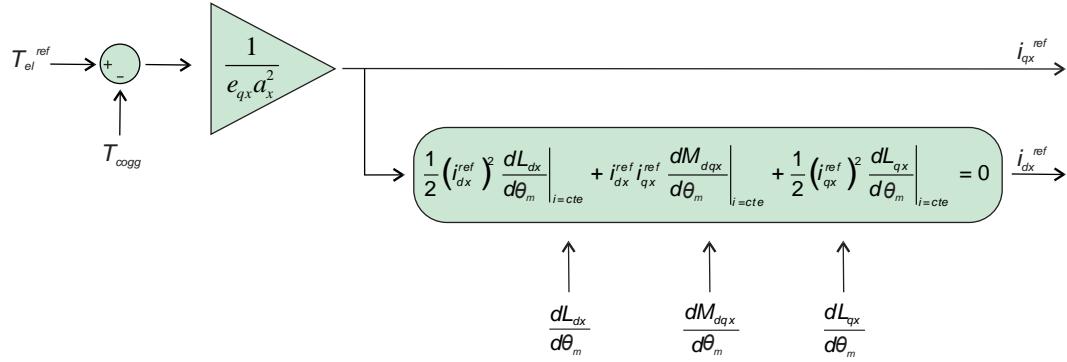 T_el^ref
+
−
T_cogg
1 / (e_qx a_x^2)
i_qx^ref
1/2 (i_dx^ref)^2 dL_dx/dθ_m |_{i=cte} + i_dx^ref i_qx^ref dM_dqx/dθ_m |_{i=cte} + 1/2 (i_qx^ref)^2 dL_qx/dθ_m |_{i=cte} = 0
i_dx^ref
dL_dx/dθ_m
dM_dqx/dθ_m
dL_qx/dθ_m